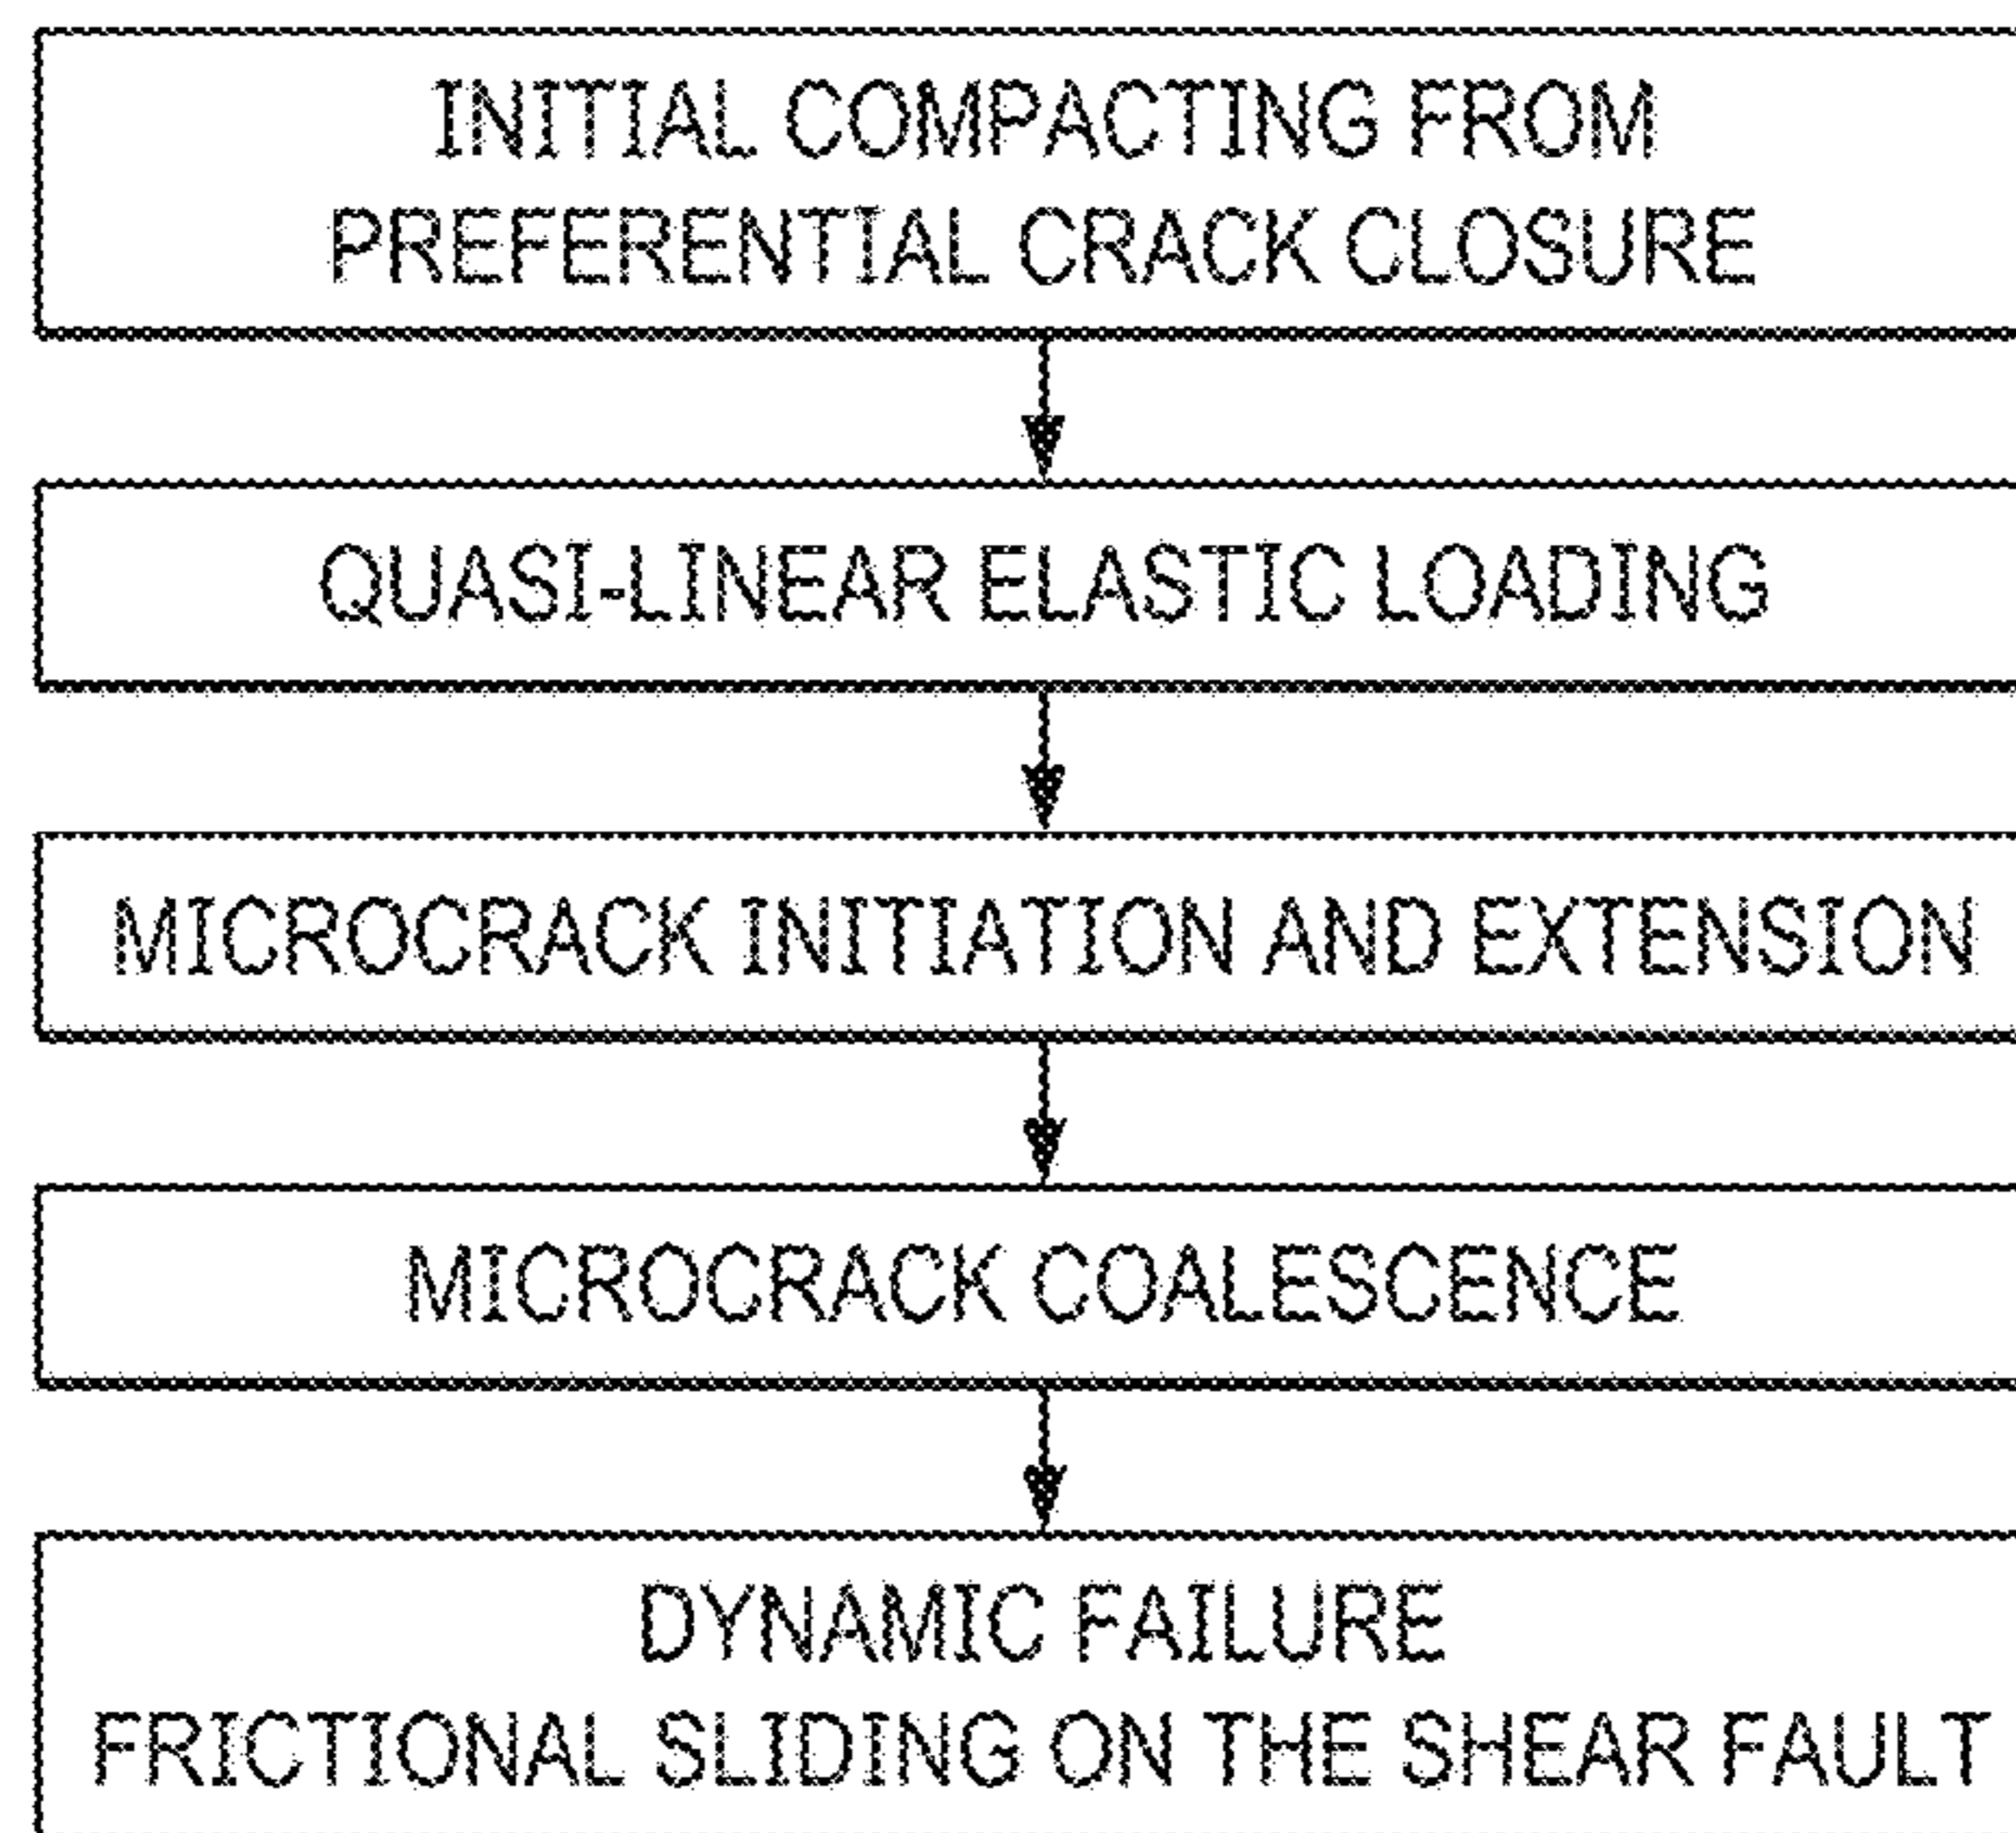 INITIAL COMPACTING FROM
PREFERENTIAL CRACK CLOSURE
QUASI-LINEAR ELASTIC LOADING
MICROCRACK INITIATION AND EXTENSION
MICROCRACK COALESCENCE
DYNAMIC FAILURE
FRICTIONAL SLIDING ON THE SHEAR FAULT